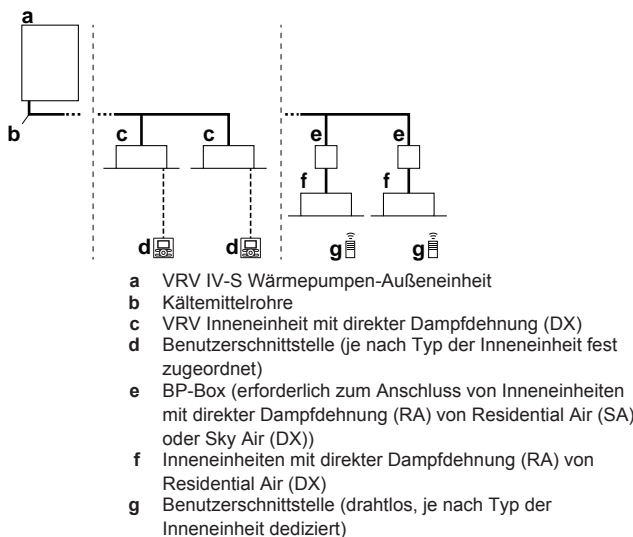 a
b
c c
e e
f f
d d
g g
a VRV IV-S Wärmepumpen-Außeneinheit
b Kältemittelrohre
c VRV Inneneinheit mit direkter Dampfdehnung (DX)
d Benutzerschnittstelle (je nach Typ der Inneneinheit fest
zugeordnet)
e BP-Box (erforderlich zum Anschluss von Inneneinheiten
mit direkter Dampfdehnung (RA) von Residential Air (SA)
oder Sky Air (DX))
f Inneneinheiten mit direkter Dampfdehnung (RA) von
Residential Air (DX)
g Benutzerschnittstelle (drahtlos, je nach Typ der
Inneneinheit dediziert)